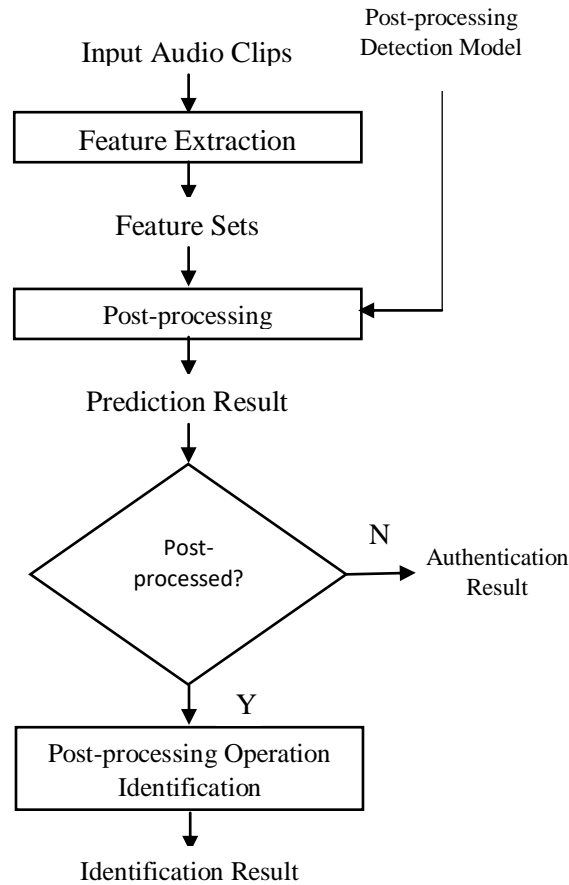 Post-processing
Detection Model
Input Audio Clips
Feature Extraction
Feature Sets
Post-processing
Prediction Result
Post-
processed?
N
Authentication
Result
Y
Post-processing Operation
Identification
Identification Result